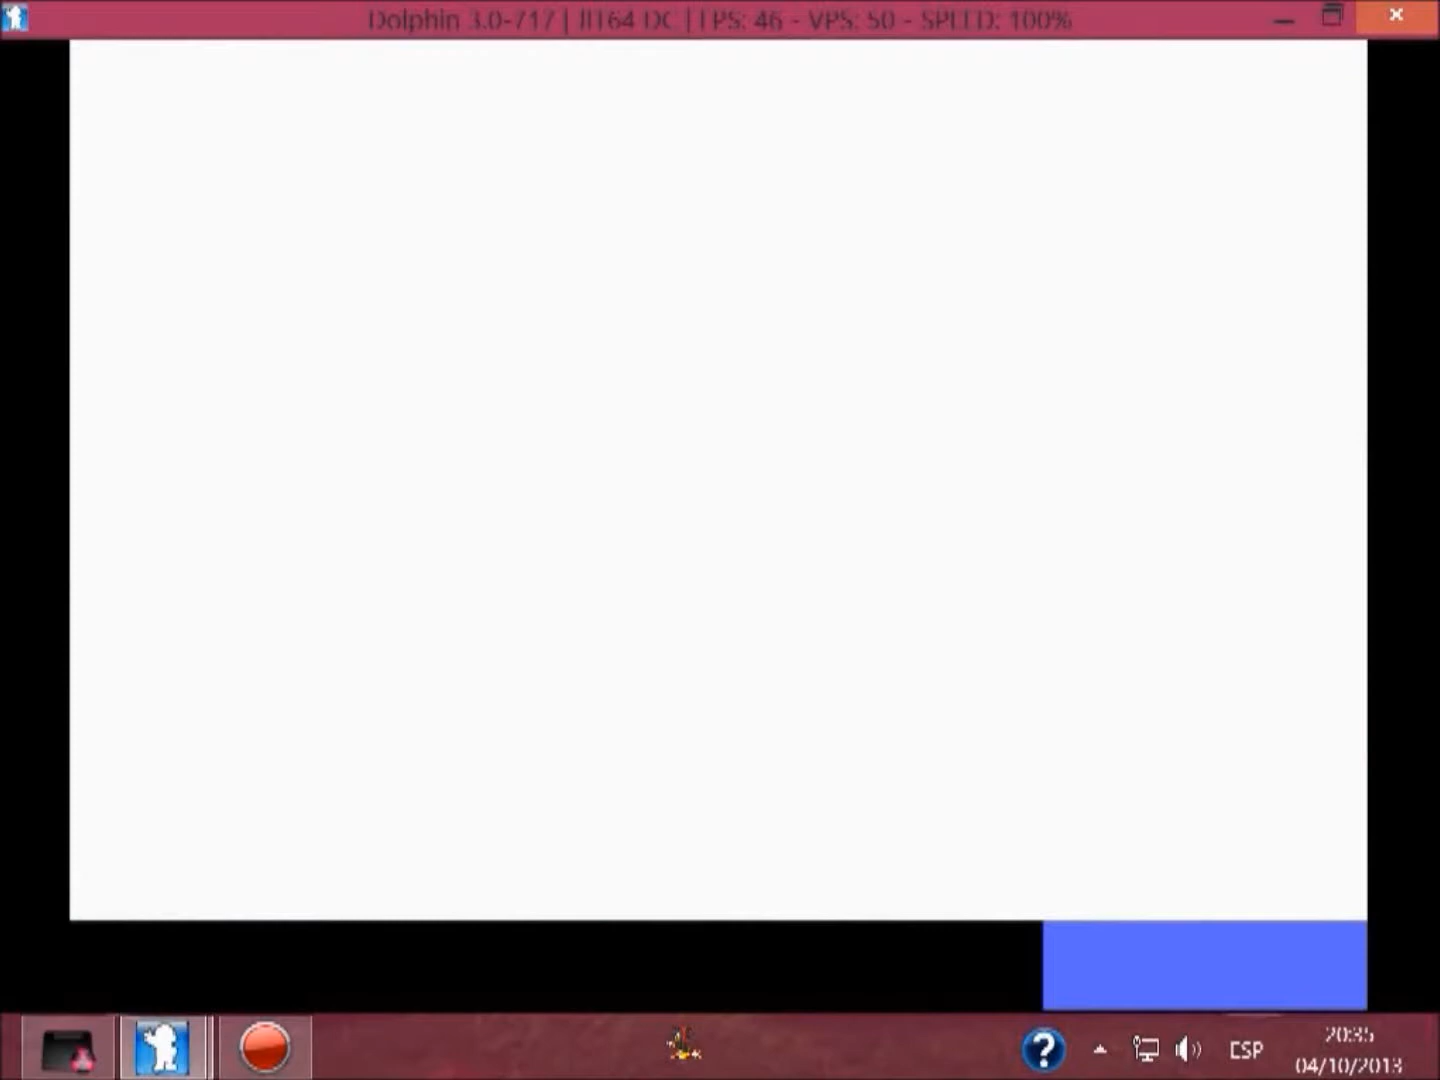 Dolphin 3.0-717 | JIT64 DC | FPS: 46 - VPS: 50 - SPEED: 100%
ESP
20:35
04/10/2013